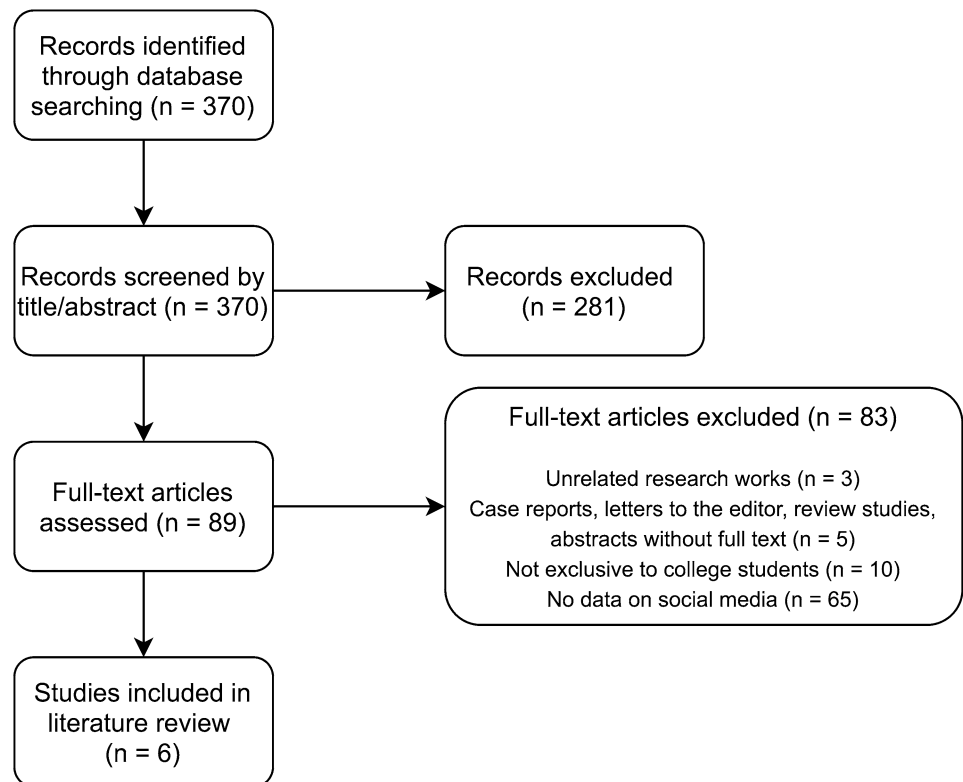 Records identified
through database
searching (n = 370)
Records screened by
title/abstract (n = 370)
Records excluded
(n = 281)
Full-text articles
assessed (n = 89)
Full-text articles excluded (n = 83)
Unrelated research works (n = 3)
Case reports, letters to the editor, review studies,
abstracts without full text (n = 5)
Not exclusive to college students (n = 10)
No data on social media (n = 65)
Studies included in
literature review
(n = 6)